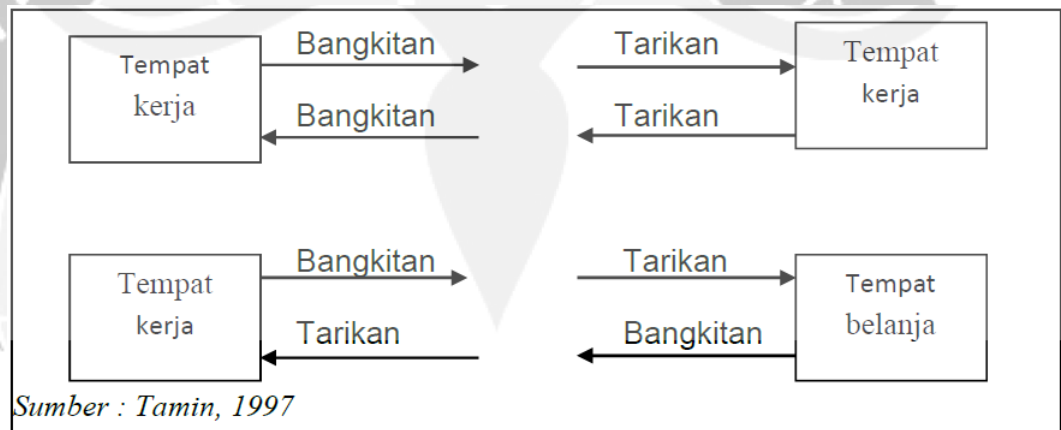 Bangkitan
Tarikan
Tempat
kerja
Tempat
kerja
Bangkitan
Tarikan
Bangkitan
Tarikan
Tempat
kerja
Tempat
belanja
Tarikan
Bangkitan
Sumber : Tamin, 1997